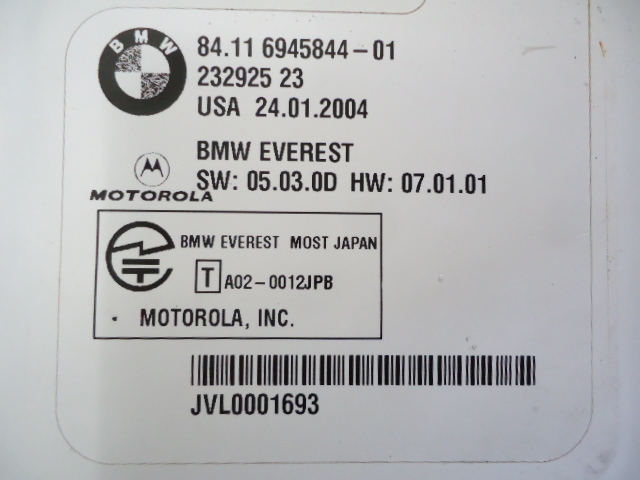 BMW
84.11 6945844-01
232925 23
USA 24.01.2004
BMW EVEREST
SW: 05.03.0D HW: 07.01.01
MOTOROLA
BMW EVEREST MOST JAPAN
T A02-0012JPB
MOTOROLA, INC.
JVL0001693